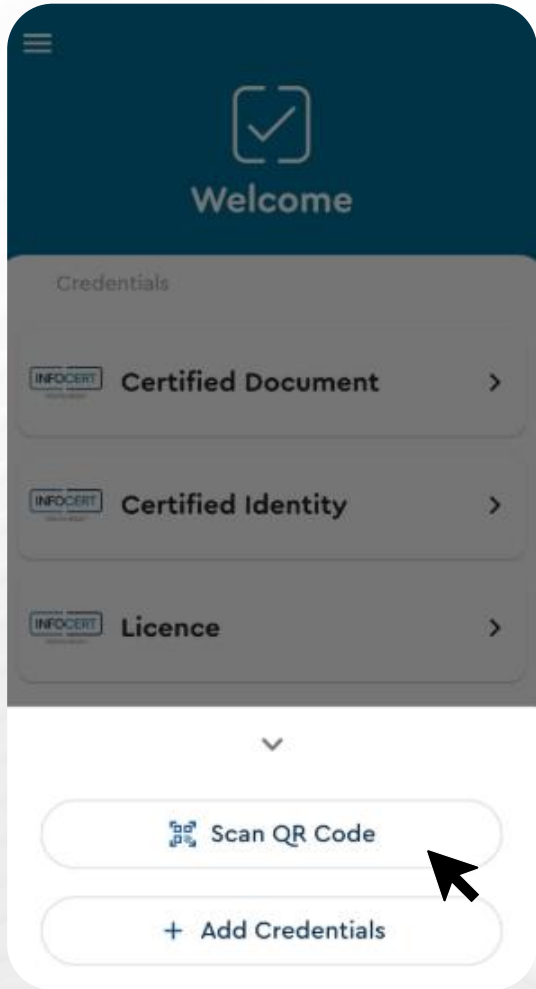 Welcome
Credentials
INFOCERT
Certified Document
INFOCERT
Certified Identity
INFOCERT
Licence
Scan QR Code
+ Add Credentials